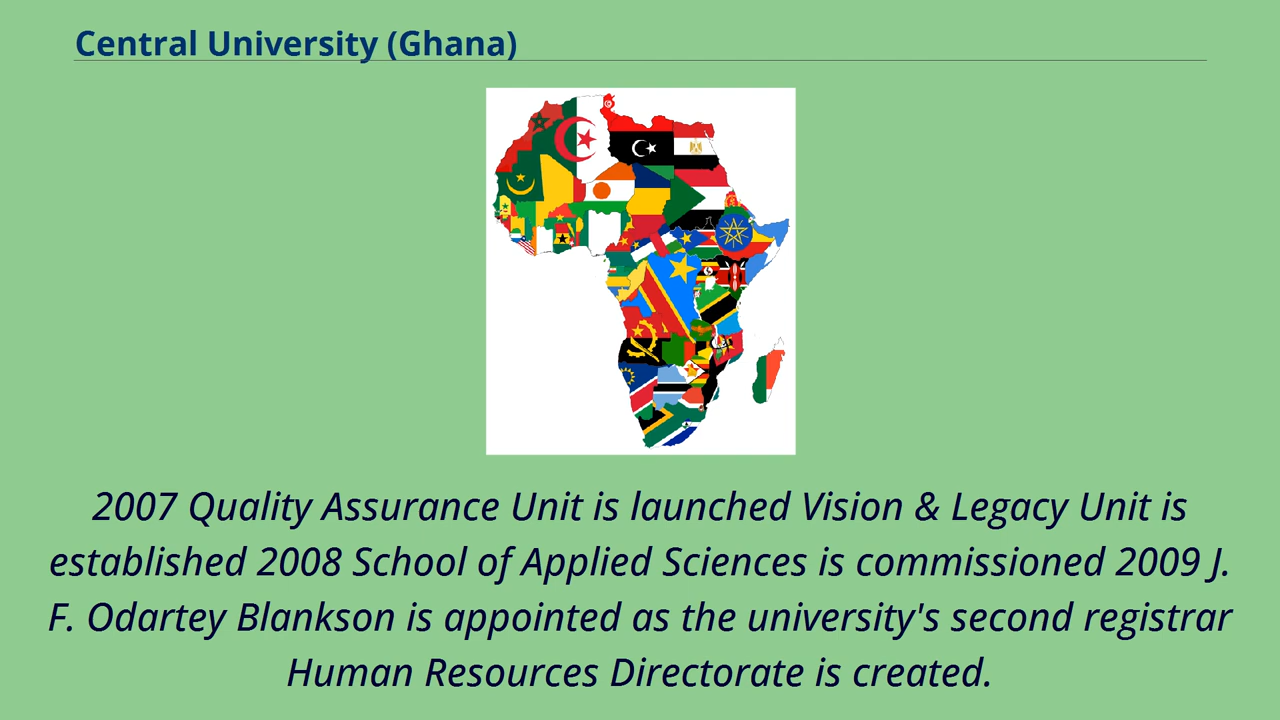 Central University (Ghana)
2007 Quality Assurance Unit is launched Vision & Legacy Unit is
established 2008 School of Applied Sciences is commissioned 2009 J.
F. Odartey Blankson is appointed as the university's second registrar
Human Resources Directorate is created.